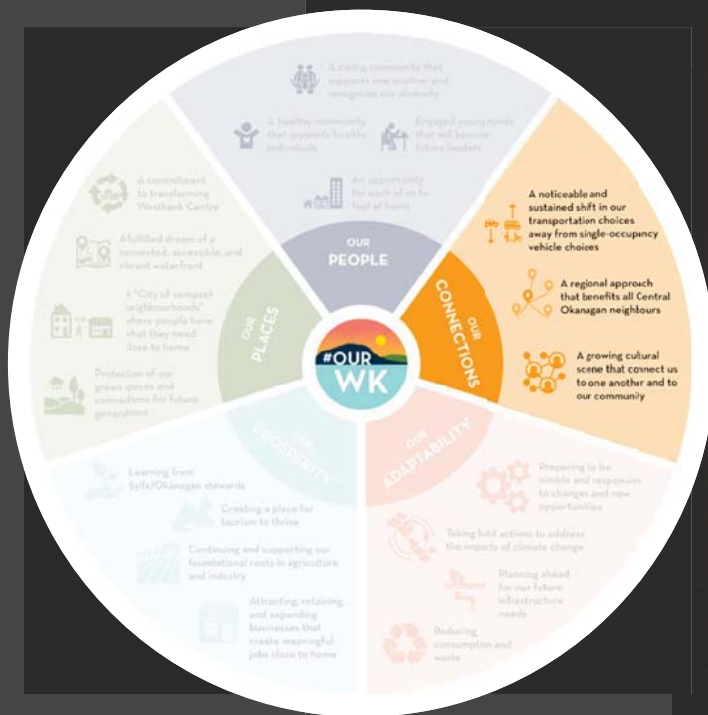 A caring community that
supports one another and
recognizes our diversity
A healthy community
that supports healthy
individuals
Engaged young minds
that will become
future leaders
An opportunity
for each of us to
feel at home
OUR
PEOPLE
A noticeable and
sustained shift in our
transportation choices
away from single-occupancy
vehicle choices
A regional approach
that benefits all Central
Okanagan neightours
A growing cultural
scene that connect us
to one another and to
our community
OUR
CONNECTIONS
Preparing to be
nimble and responsive
to changes and new
opportunities
Taking bold actions to address
the impacts of climate change
Planning ahead
for our future
infrastructure
needs
Reducing
consumption and
waste
OUR
ADAPTABILITY
Learning from
Syilx/Okanagan stewards
Creating a place for
tourism to thrive
Continuing and supporting our
foundational roots in agriculture
and industry
Attracting, retaining,
and expanding
businesses that
create meaningful
jobs close to home
OUR
PROSPERITY
A commitment
to transforming
Westbank Centre
A fulfilled dream of a
connected, accessible, and
vibrant waterfront
A "City of compact
neighbourhoods"
where people have
what they need
close to home
Protection of our
green spaces and
connections for future
generations
OUR
PLACES
#OUR
WK